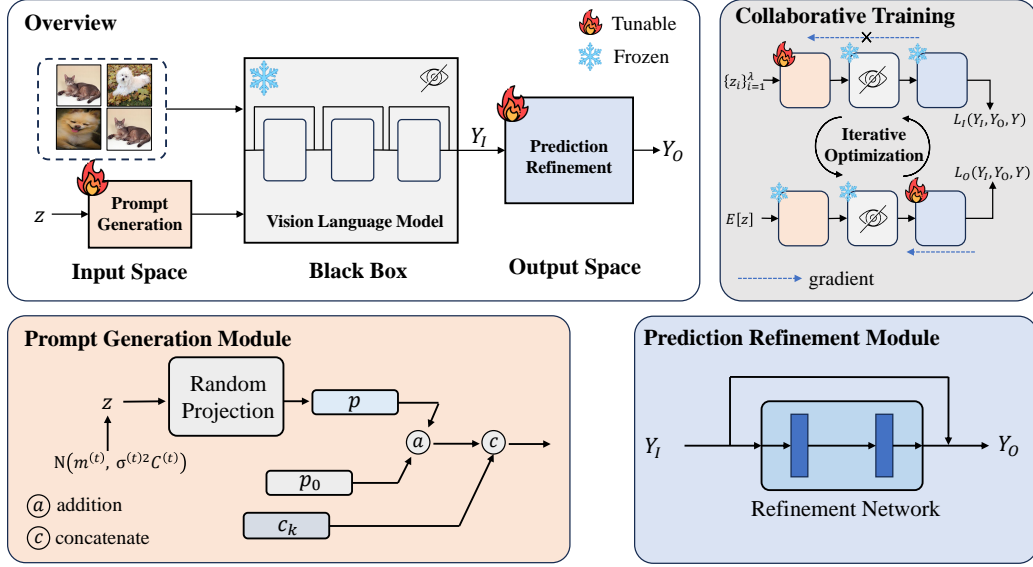 Overview
Tunable
Frozen
z
Prompt
Generation
Input Space
Vision Language Model
Black Box
Y_I
Prediction
Refinement
Y_O
Output Space
Collaborative Training
{z_i}_{i=1}^λ
L_I(Y_I, Y_O, Y)
Iterative
Optimization
L_O(Y_I, Y_O, Y)
E[z]
gradient
Prompt Generation Module
z
Random
Projection
p
N(m^{(t)}, σ^{(t)2}C^{(t)})
a
c
p_0
c_k
a addition
c concatenate
Prediction Refinement Module
Y_I
Y_O
Refinement Network